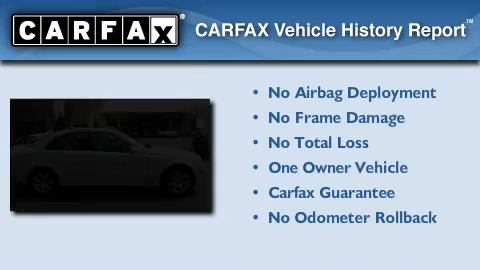 CARFAX® CARFAX Vehicle History Report™
• No Airbag Deployment
• No Frame Damage
• No Total Loss
• One Owner Vehicle
• Carfax Guarantee
• No Odometer Rollback